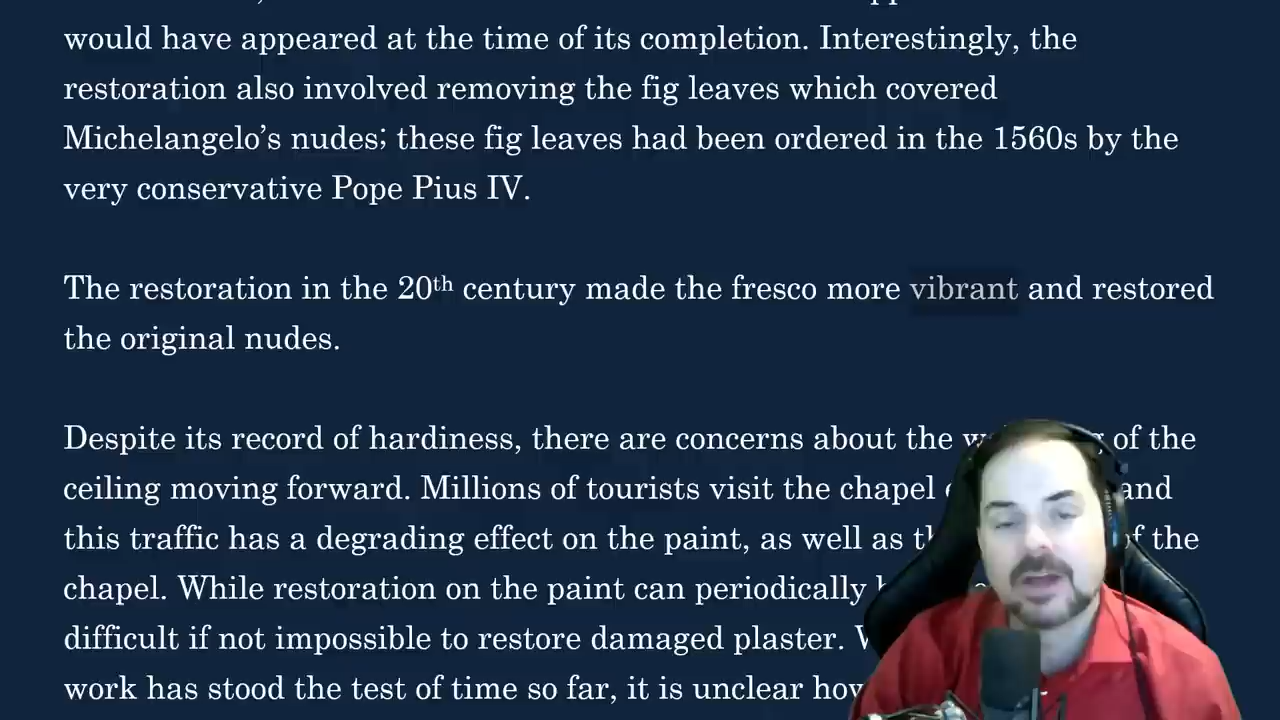 would have appeared at the time of its completion. Interestingly, the
restoration also involved removing the fig leaves which covered
Michelangelo’s nudes; these fig leaves had been ordered in the 1560s by the
very conservative Pope Pius IV.
The restoration in the 20th century made the fresco more vibrant and restored
the original nudes.
Despite its record of hardiness, there are concerns about the of the
ceiling moving forward. Millions of tourists visit the chapel and
this traffic has a degrading effect on the paint, as well as of the
chapel. While restoration on the paint can periodically
difficult if not impossible to restore damaged plaster.
work has stood the test of time so far, it is unclear